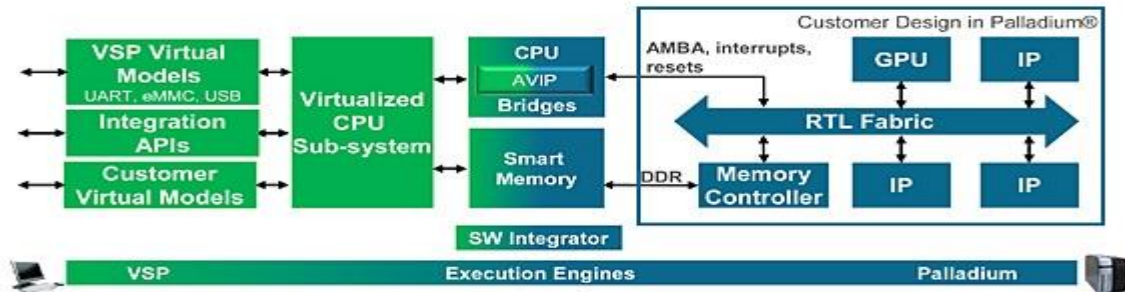 Customer Design in Palladium®
VSP Virtual
Models
UART, eMMC, USB
Integration
APIs
Customer
Virtual Models
Virtualized
CPU
Sub-system
CPU
AVIP
Bridges
Smart
Memory
AMBA, interrupts,
resets
DDR
GPU
IP
RTL Fabric
Memory
Controller
IP
IP
SW Integrator
VSP
Execution Engines
Palladium